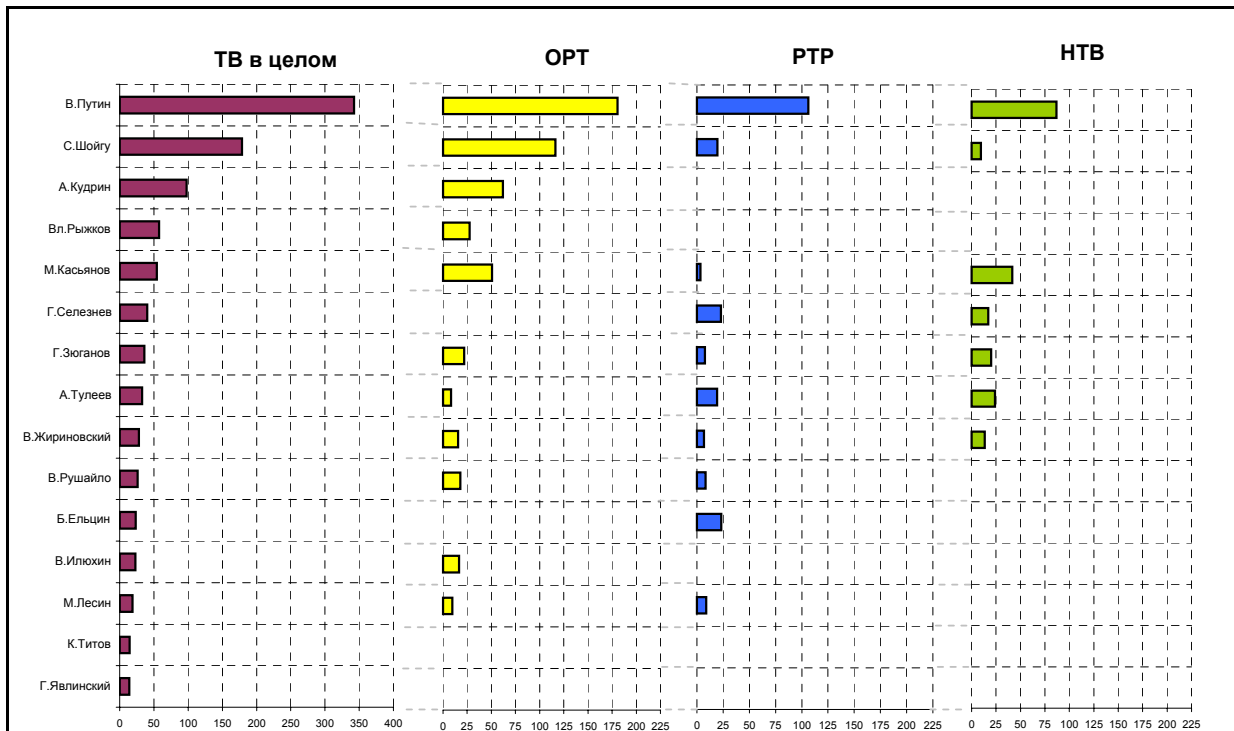 ТВ в целом
ОРТ
РТР
НТВ
В.Путин
С.Шойгу
А.Кудрин
Вл.Рыжков
М.Касьянов
Г.Селезнев
Г.Зюганов
А.Тулеев
В.Жириновский
В.Рушайло
Б.Ельцин
В.Илюхин
М.Лесин
К.Титов
Г.Явлинский
0 50 100 150 200 250 300 350 400
0 25 50 75 100 125 150 175 200 225
0 25 50 75 100 125 150 175 200 225
0 25 50 75 100 125 150 175 200 225